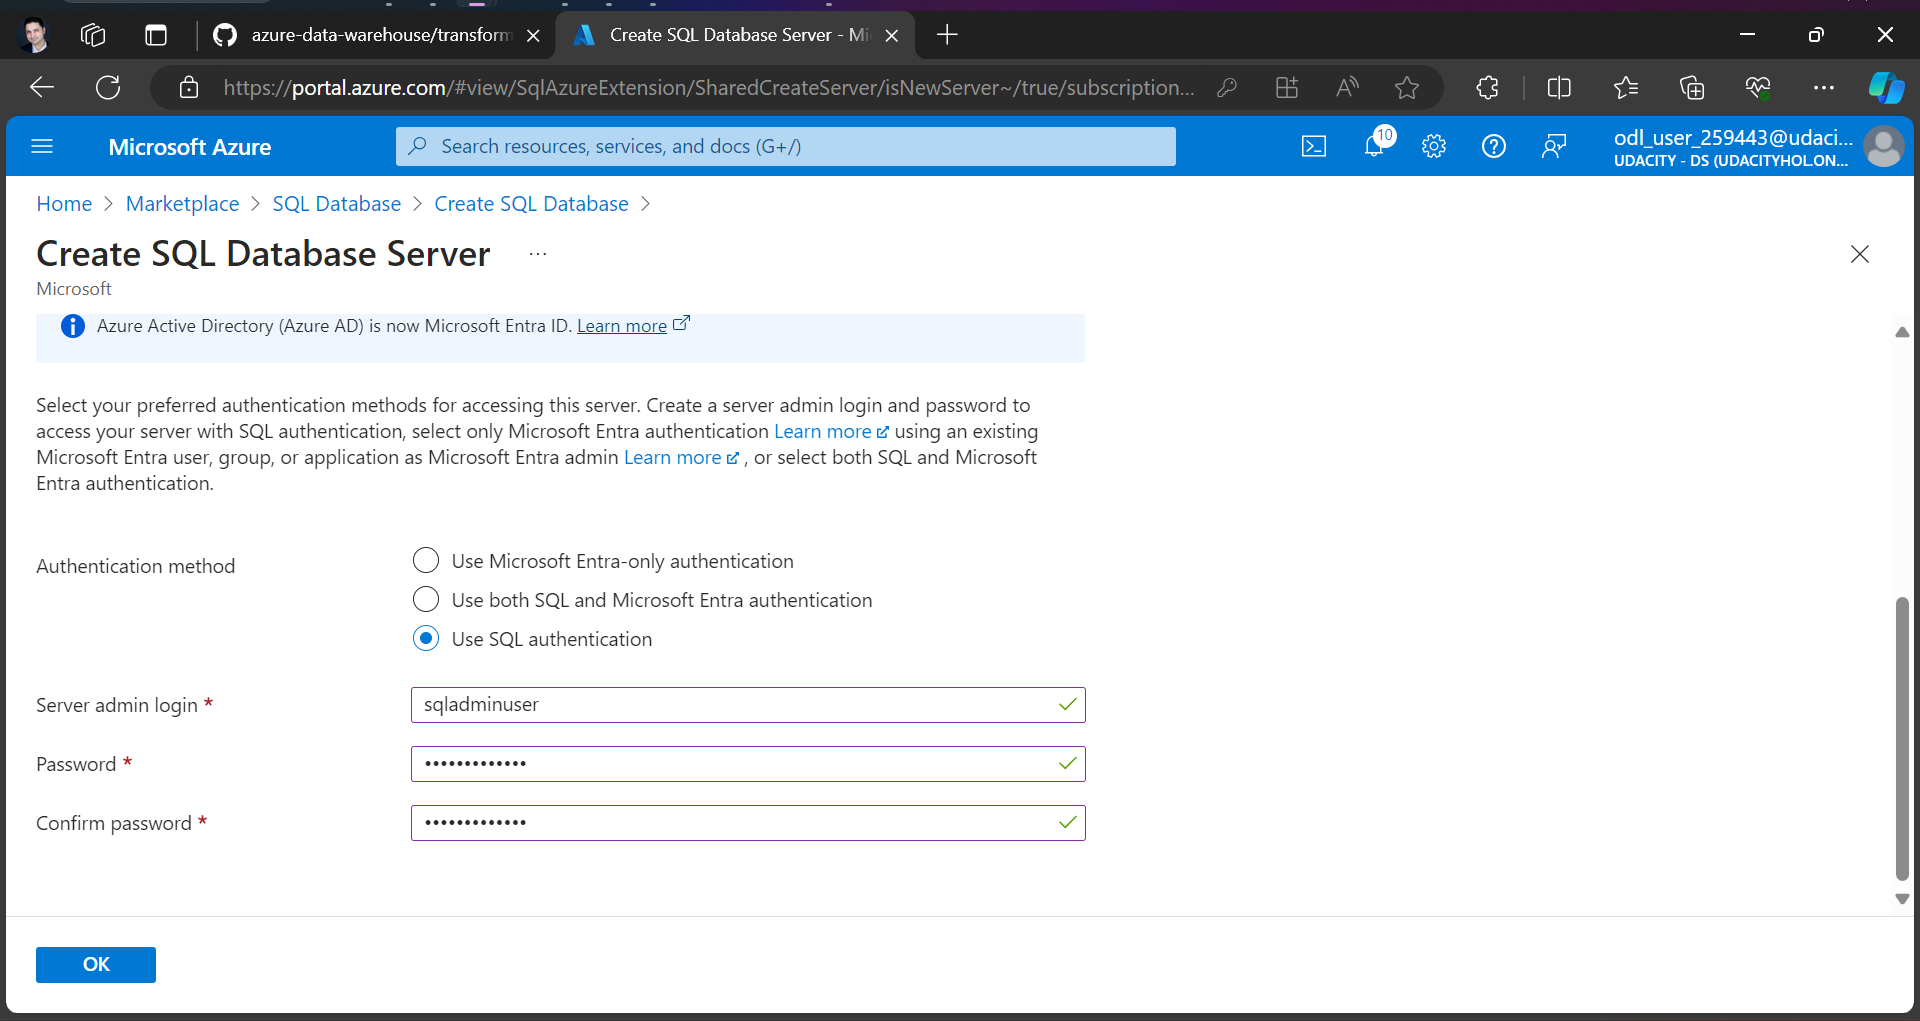 azure-data-warehouse/transform
Create SQL Database Server - Mi
https://portal.azure.com/#view/SqlAzureExtension/SharedCreateServer/isNewServer~/true/subscription...
Microsoft Azure
Search resources, services, and docs (G+/)
10
odl_user_259443@udaci...
UDACITY - DS (UDACITYHOL.ON...
Home > Marketplace > SQL Database > Create SQL Database >
Create SQL Database Server ...
Microsoft
Azure Active Directory (Azure AD) is now Microsoft Entra ID. Learn more
Select your preferred authentication methods for accessing this server. Create a server admin login and password to
access your server with SQL authentication, select only Microsoft Entra authentication Learn more using an existing
Microsoft Entra user, group, or application as Microsoft Entra admin Learn more , or select both SQL and Microsoft
Entra authentication.
Authentication method
Use Microsoft Entra-only authentication
Use both SQL and Microsoft Entra authentication
Use SQL authentication
Server admin login *
sqladminuser
Password *
•••••••••••••
Confirm password *
•••••••••••••
OK